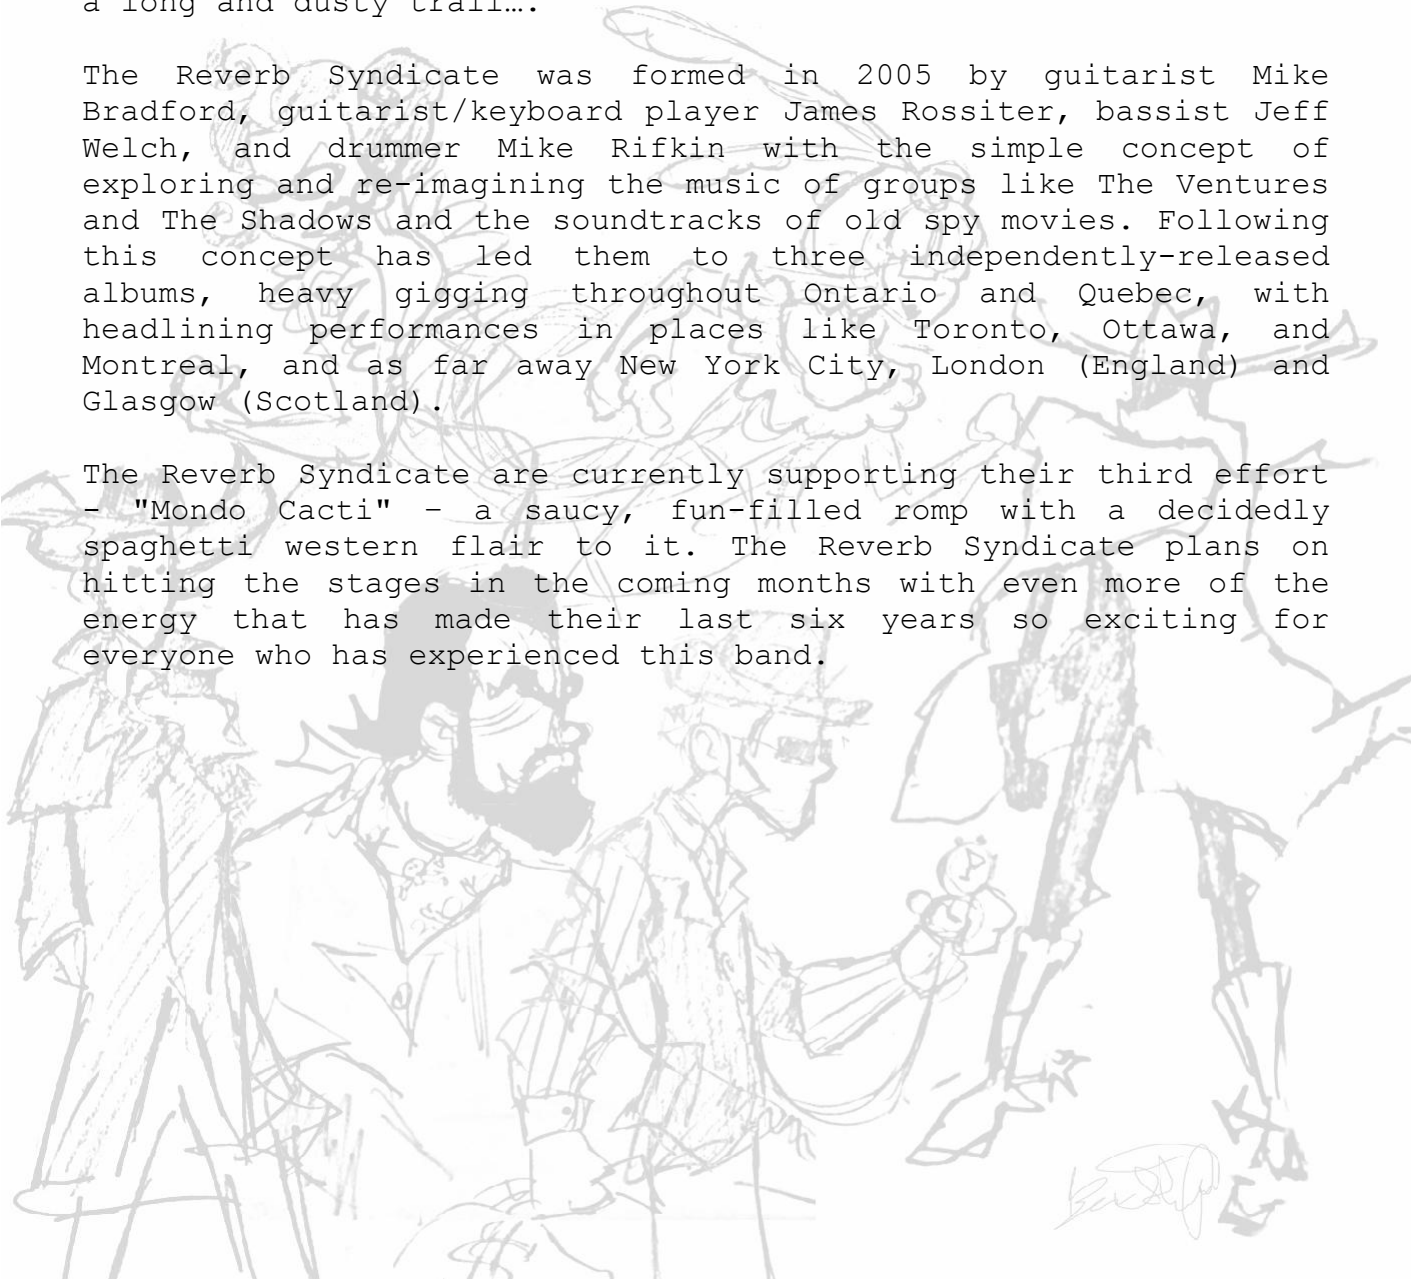 a long and dusty trail….
The Reverb Syndicate was formed in 2005 by guitarist Mike
Bradford, guitarist/keyboard player James Rossiter, bassist Jeff
Welch, and drummer Mike Rifkin with the simple concept of
exploring and re-imagining the music of groups like The Ventures
and The Shadows and the soundtracks of old spy movies. Following
this concept has led them to three independently-released
albums, heavy gigging throughout Ontario and Quebec, with
headlining performances in places like Toronto, Ottawa, and
Montreal, and as far away New York City, London (England) and
Glasgow (Scotland).
The Reverb Syndicate are currently supporting their third effort
– "Mondo Cacti" – a saucy, fun-filled romp with a decidedly
spaghetti western flair to it. The Reverb Syndicate plans on
hitting the stages in the coming months with even more of the
energy that has made their last six years so exciting for
everyone who has experienced this band.